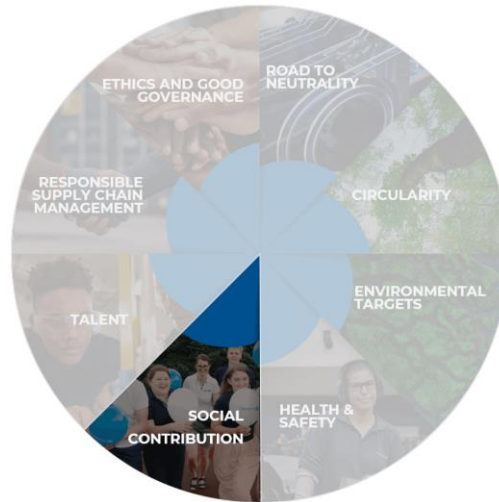 ETHICS AND GOOD
GOVERNANCE
ROAD TO
NEUTRALITY
RESPONSIBLE
SUPPLY CHAIN
MANAGEMENT
CIRCULARITY
TALENT
ENVIRONMENTAL
TARGETS
SOCIAL
CONTRIBUTION
HEALTH &
SAFETY